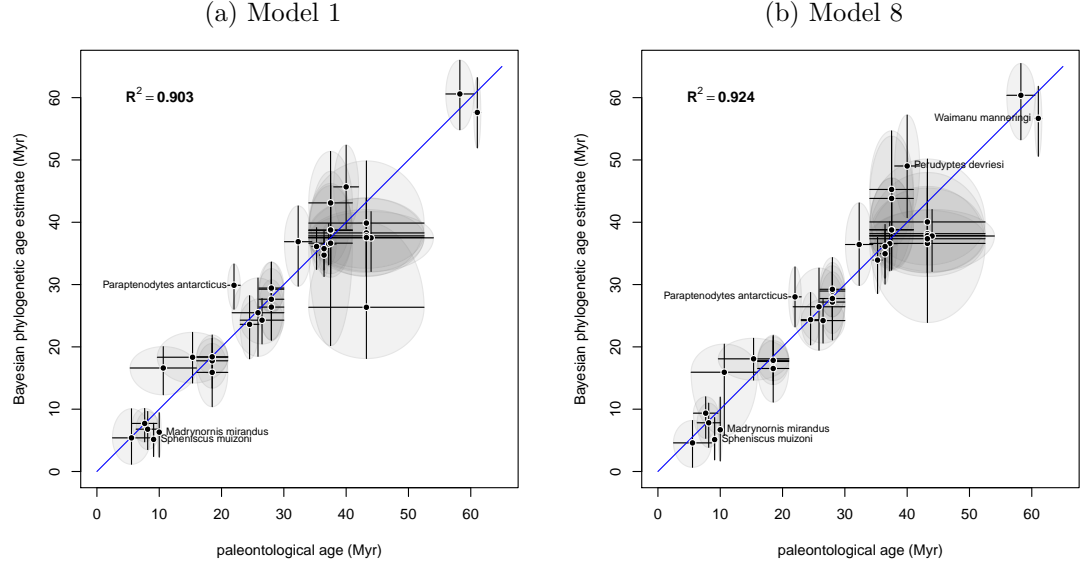 (a) Model 1
Bayesian phylogenetic age estimate (Myr)
0 10 20 30 40 50 60
R² = 0.903
Paraptenodytes antarcticus
Madrynornis mirandus
Spheniscus muizoni
0 10 20 30 40 50 60
paleontological age (Myr)
(b) Model 8
Bayesian phylogenetic age estimate (Myr)
0 10 20 30 40 50 60
R² = 0.924
Waimanu manneringi
Perudyptes devriesi
Paraptenodytes antarcticus
Madrynornis mirandus
Spheniscus muizoni
0 10 20 30 40 50 60
paleontological age (Myr)